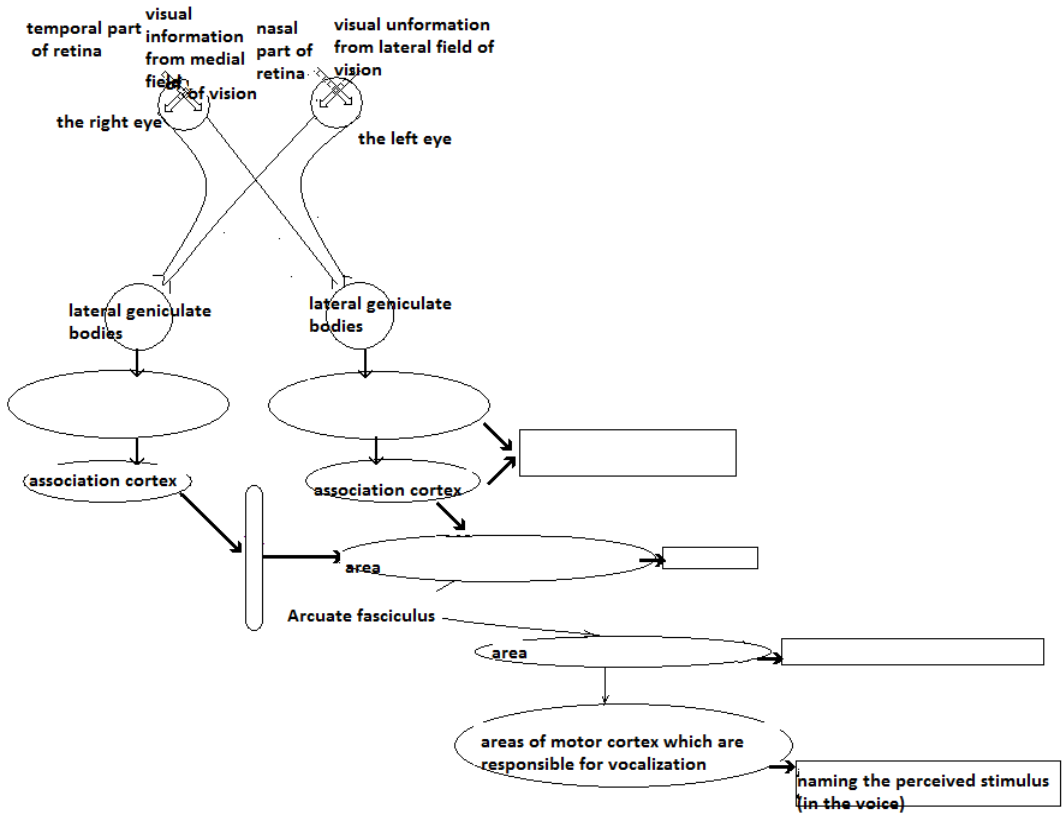 temporal part
of retina
visual
information
from medial
field
of vision
nasal
part of
retina
visual unformation
from lateral field of
vision
the right eye
the left eye
lateral geniculate
bodies
lateral geniculate
bodies
association cortex
association cortex
area
Arcuate fasciculus
area
areas of motor cortex which are
responsible for vocalization
naming the perceived stimulus
(in the voice)